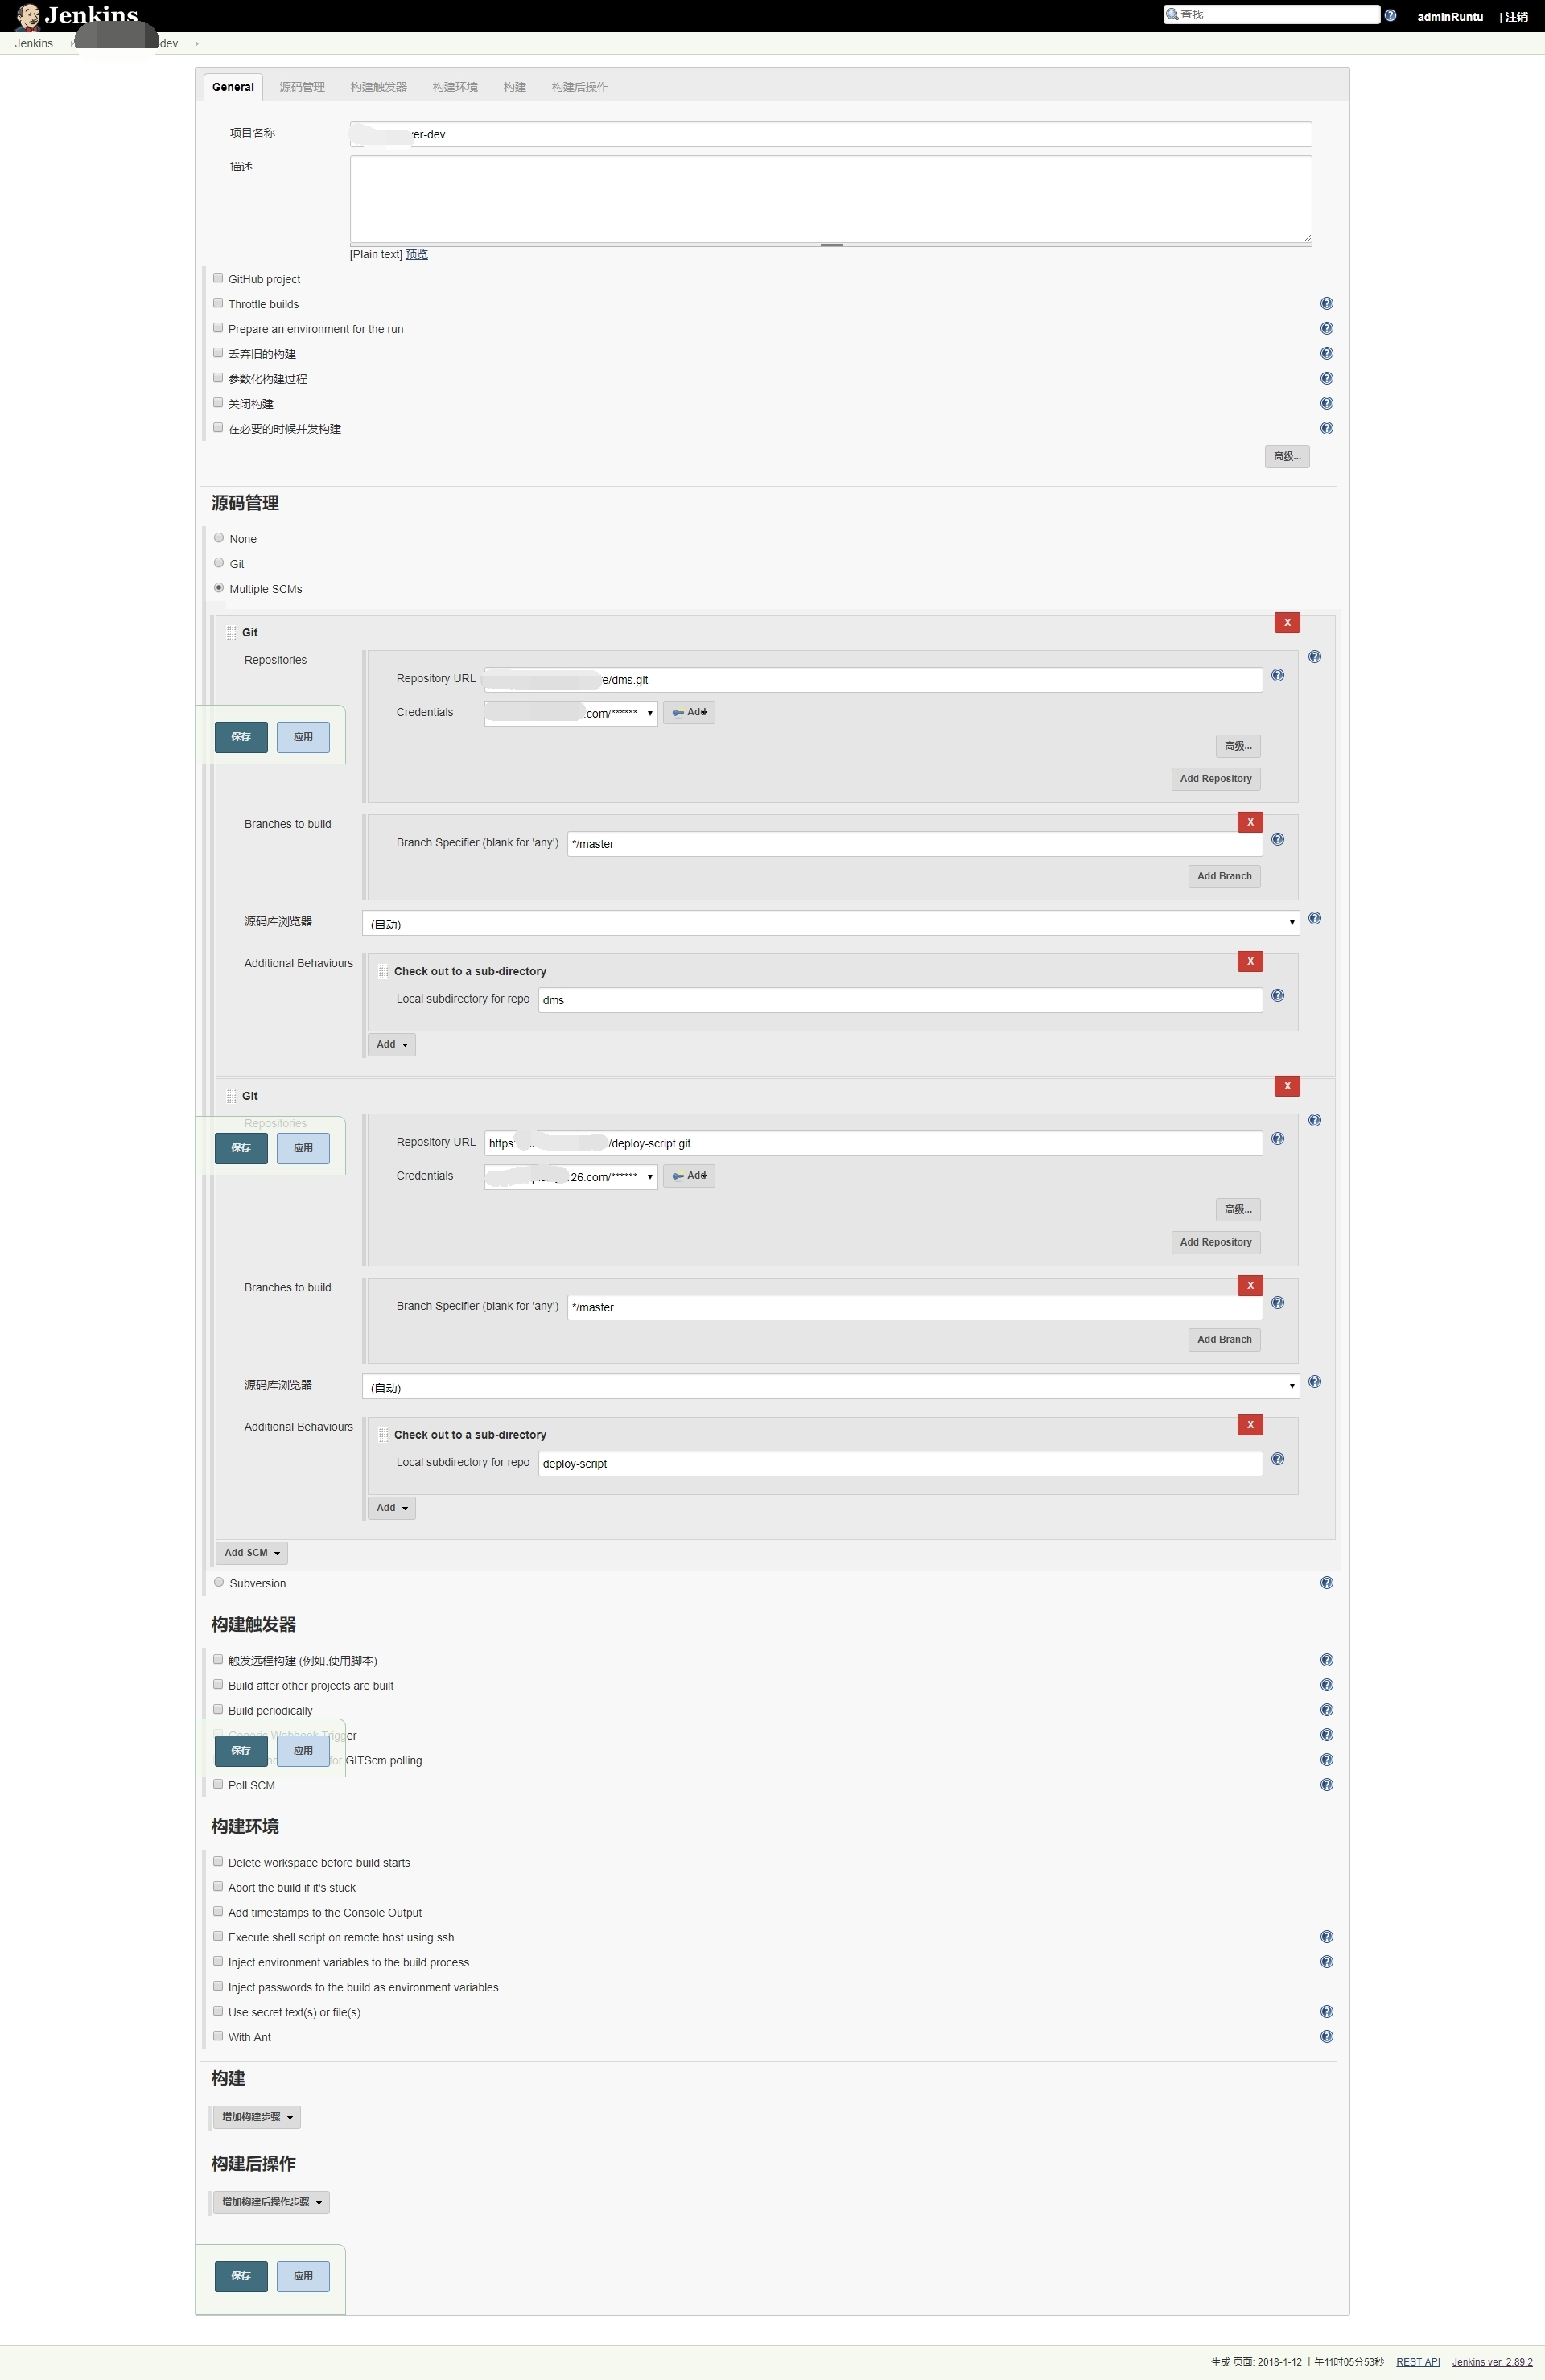 Jenkins
查找
adminRuntu
| 注销
Jenkins
dev
General
源码管理
构建触发器
构建环境
构建
构建后操作
项目名称
er-dev
描述
[Plain text] 预览
GitHub project
Throttle builds
Prepare an environment for the run
丢弃旧的构建
参数化构建过程
关闭构建
在必要的时候并发构建
高级...
源码管理
None
Git
Multiple SCMs
X
Git
Repositories
Repository URL
e/dms.git
Credentials
.com/******
Add
保存
应用
高级...
Add Repository
Branches to build
X
Branch Specifier (blank for 'any')
*/master
Add Branch
源码库浏览器
(自动)
Additional Behaviours
X
Check out to a sub-directory
Local subdirectory for repo
dms
Add
X
Git
Repositories
Repository URL
https:
/deploy-script.git
保存
应用
Credentials
26.com/******
Add
高级...
Add Repository
Branches to build
X
Branch Specifier (blank for 'any')
*/master
Add Branch
源码库浏览器
(自动)
Additional Behaviours
X
Check out to a sub-directory
Local subdirectory for repo
deploy-script
Add
Add SCM
Subversion
构建触发器
触发远程构建 (例如,使用脚本)
Build after other projects are built
Build periodically
Generic Webhook Trigger
保存
应用
for GITScm polling
Poll SCM
构建环境
Delete workspace before build starts
Abort the build if it's stuck
Add timestamps to the Console Output
Execute shell script on remote host using ssh
Inject environment variables to the build process
Inject passwords to the build as environment variables
Use secret text(s) or file(s)
With Ant
构建
增加构建步骤
构建后操作
增加构建后操作步骤
保存
应用
生成 页面: 2018-1-12 上午11时05分53秒
REST API
Jenkins ver. 2.89.2